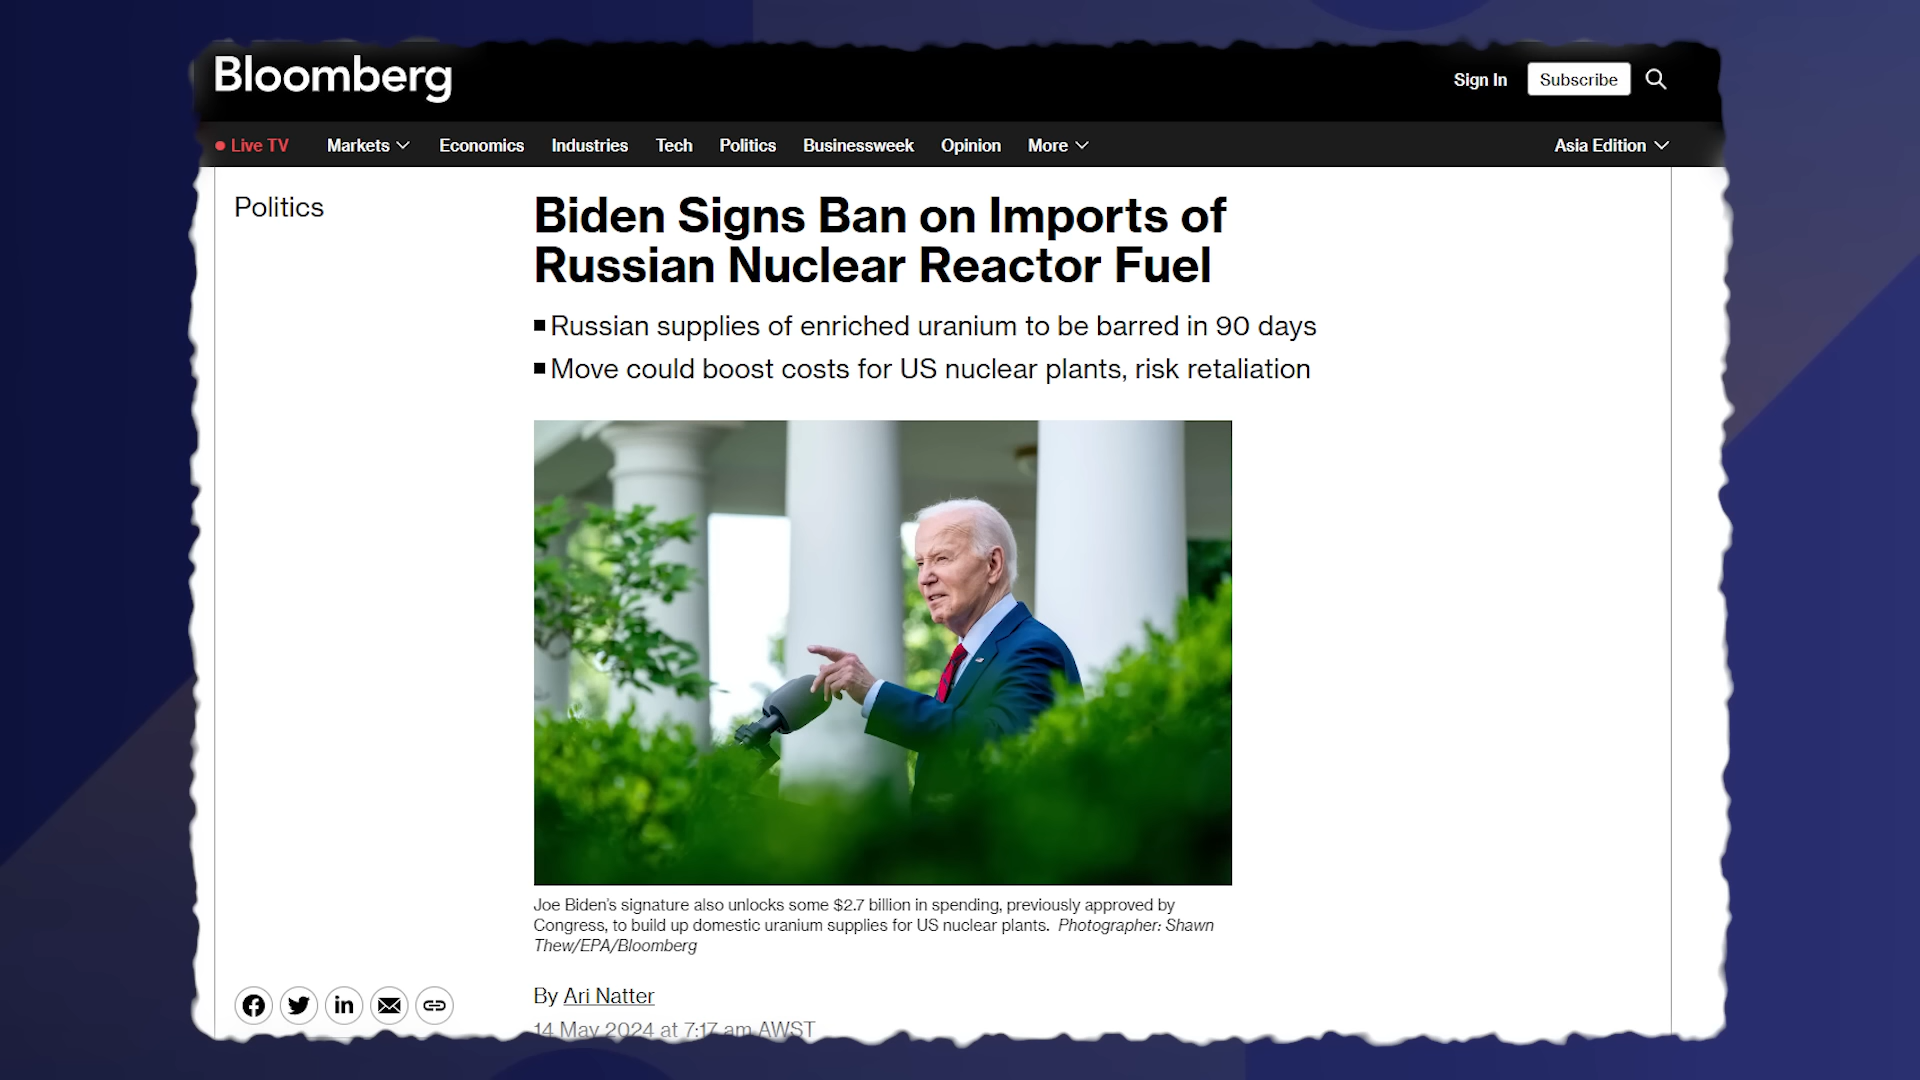 Bloomberg
Sign In
Subscribe
Live TV
Markets
Economics
Industries
Tech
Politics
Businessweek
Opinion
More
Asia Edition
Politics
Biden Signs Ban on Imports of
Russian Nuclear Reactor Fuel
Russian supplies of enriched uranium to be barred in 90 days
Move could boost costs for US nuclear plants, risk retaliation
Joe Biden's signature also unlocks some $2.7 billion in spending, previously approved by
Congress, to build up domestic uranium supplies for US nuclear plants. Photographer: Shawn
Thew/EPA/Bloomberg
By Ari Natter
14 May 2024 at 7:17 am AWST